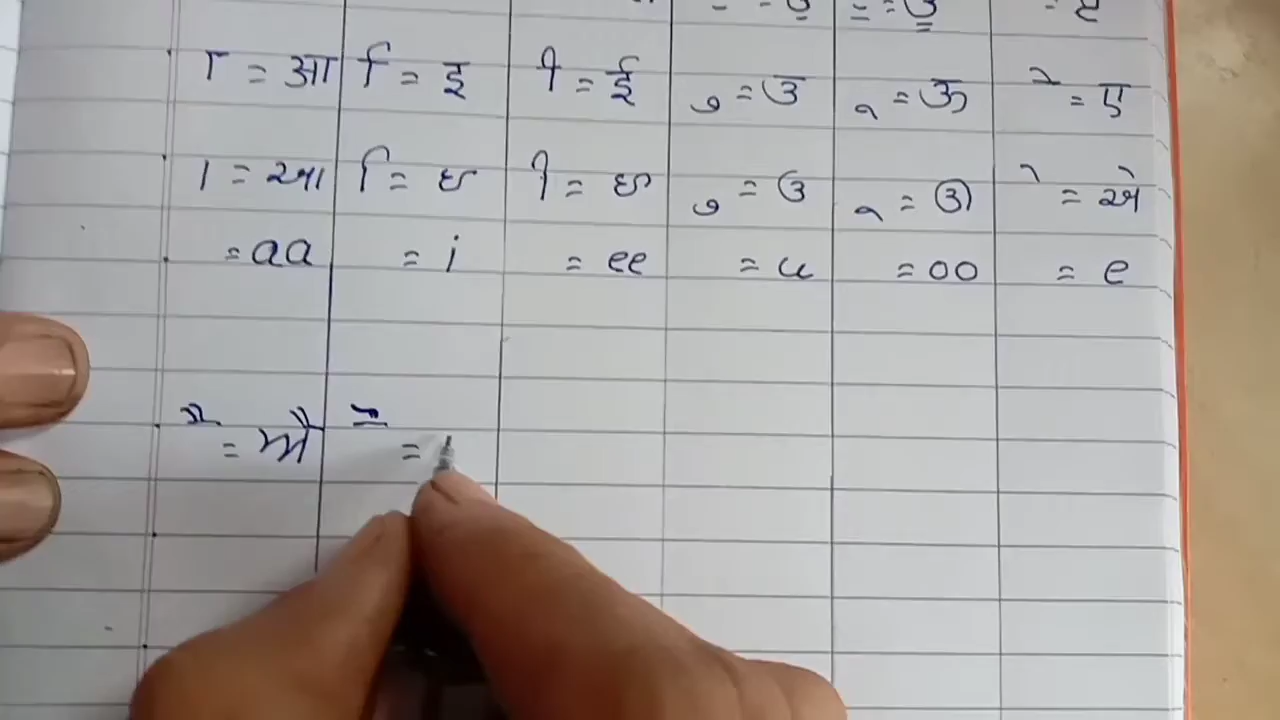 ा = आ ि = इ ी = ई ु = उ ू = ऊ े = ए
ા = આ િ = ઇ ી = ઈ ુ = ઉ ૂ = ઊ ે = એ
= aa = i = ee = u = oo = e
ੈ = ਐ =